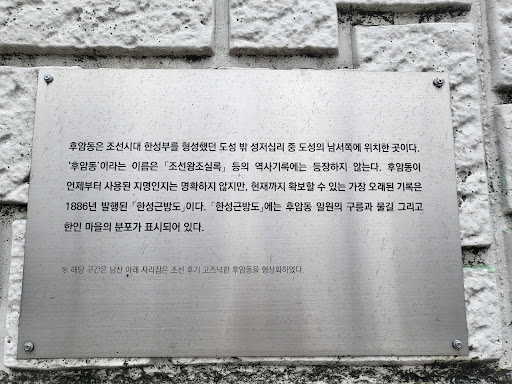 후암동은 조선시대 한성부를 형성했던 도성 밖 성저십리 중 도성의 남서쪽에 위치한 곳이다.
'후암동'이라는 이름은 「조선왕조실록」 등의 역사기록에는 등장하지 않는다. 후암동이
언제부터 사용된 지명인지는 명확하지 않지만, 현재까지 확보할 수 있는 가장 오래된 기록은
1886년 발행된 「한성근방도」이다. 「한성근방도」에는 후암동 일원의 구릉과 물길 그리고
한인 마을의 분포가 표시되어 있다.
※ 해당 구간은 남산 아래 자리잡은 조선 후기 고즈넉한 후암동을 형상화하였다.